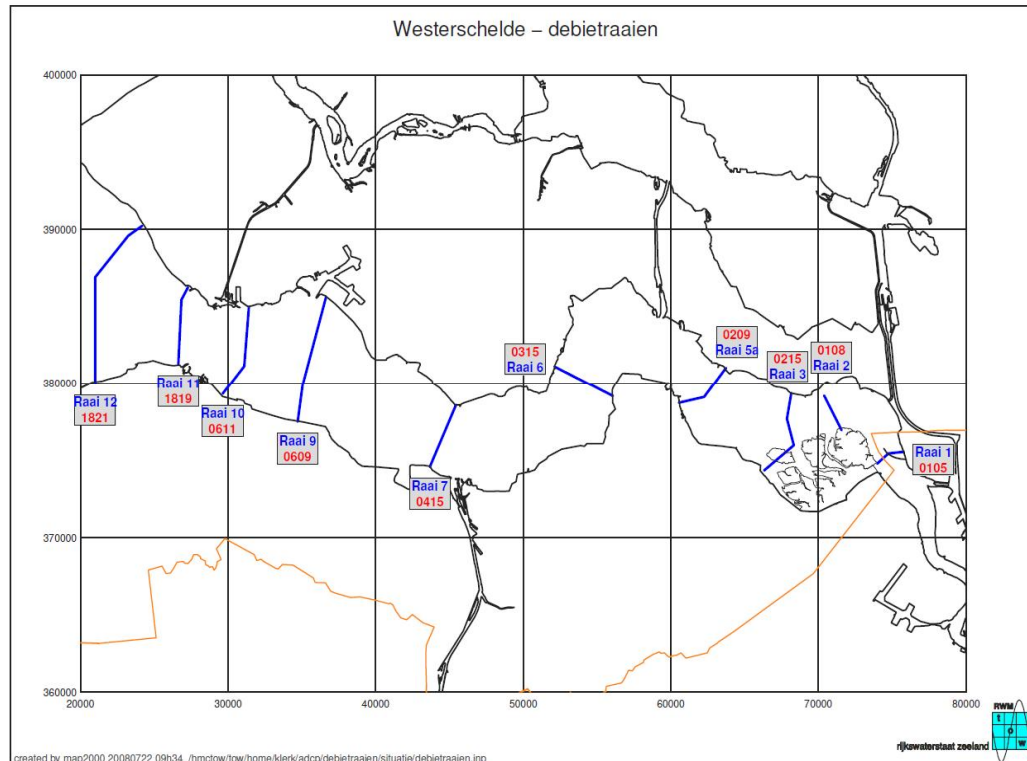 Westerschelde – debietraaien
400000
390000
380000
370000
360000
20000
30000
40000
50000
60000
70000
80000
Raai 12
1821
Raai 11
1819
Raai 10
0611
Raai 9
0609
Raai 7
0415
0315
Raai 6
0209
Raai 5a
0215
Raai 3
0108
Raai 2
Raai 1
0105
RWM
t
o
w
rijkswaterstaat zeeland
created by map2000 20080722 09h34 /hmctow/tow/home/klerk/adcp/debietraaien/situatie/debietraaien.inp